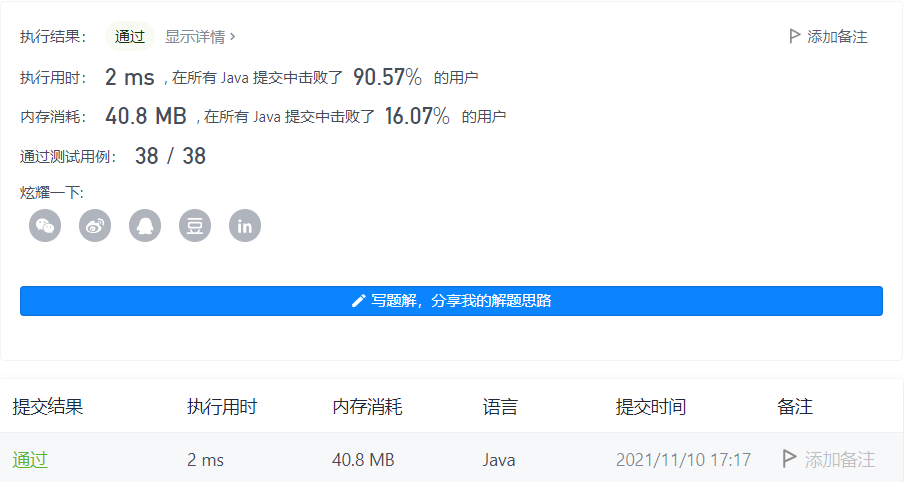 执行结果： 通过 显示详情 › 添加备注
执行用时： 2 ms , 在所有 Java 提交中击败了 90.57% 的用户
内存消耗： 40.8 MB , 在所有 Java 提交中击败了 16.07% 的用户
通过测试用例： 38 / 38
炫耀一下:
豆 in
写题解，分享我的解题思路
提交结果 执行用时 内存消耗 语言 提交时间 备注
通过 2 ms 40.8 MB Java 2021/11/10 17:17 添加备注